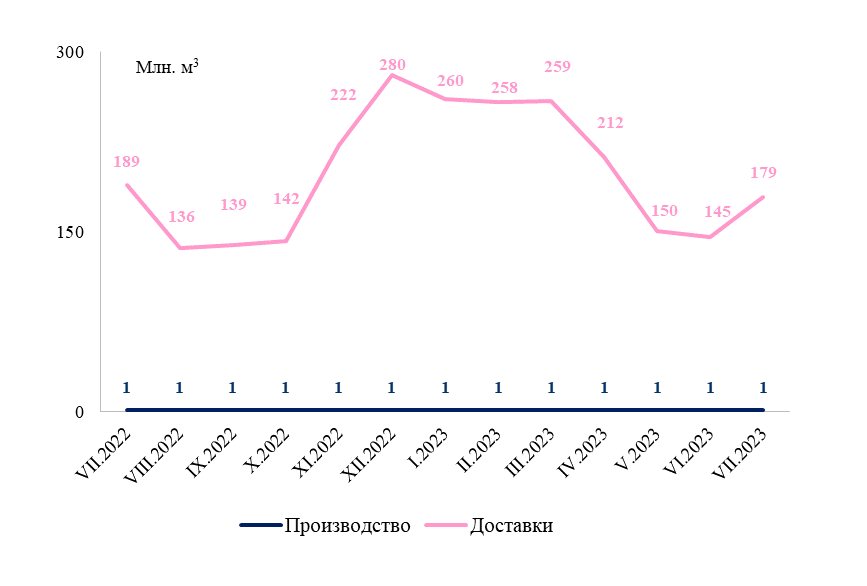 Млн. м³
300
150
0
189
136
139
142
222
280
260
258
259
212
150
145
179
1 1 1 1 1 1 1 1 1 1 1 1 1
VII.2022
VIII.2022
IX.2022
X.2022
XI.2022
XII.2022
I.2023
II.2023
III.2023
IV.2023
V.2023
VI.2023
VII.2023
Производство Доставки